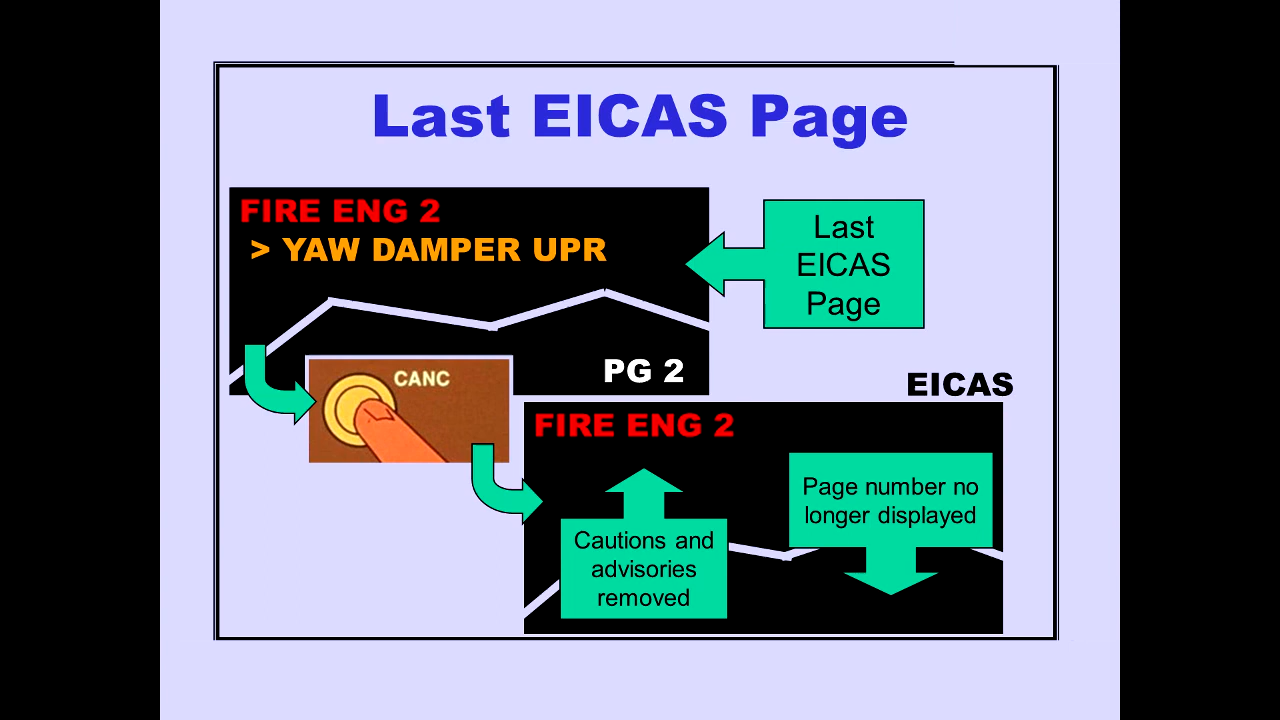 Last EICAS Page
FIRE ENG 2
> YAW DAMPER UPR
Last
EICAS
Page
PG 2
CANC
EICAS
FIRE ENG 2
Page number no
longer displayed
Cautions and
advisories
removed